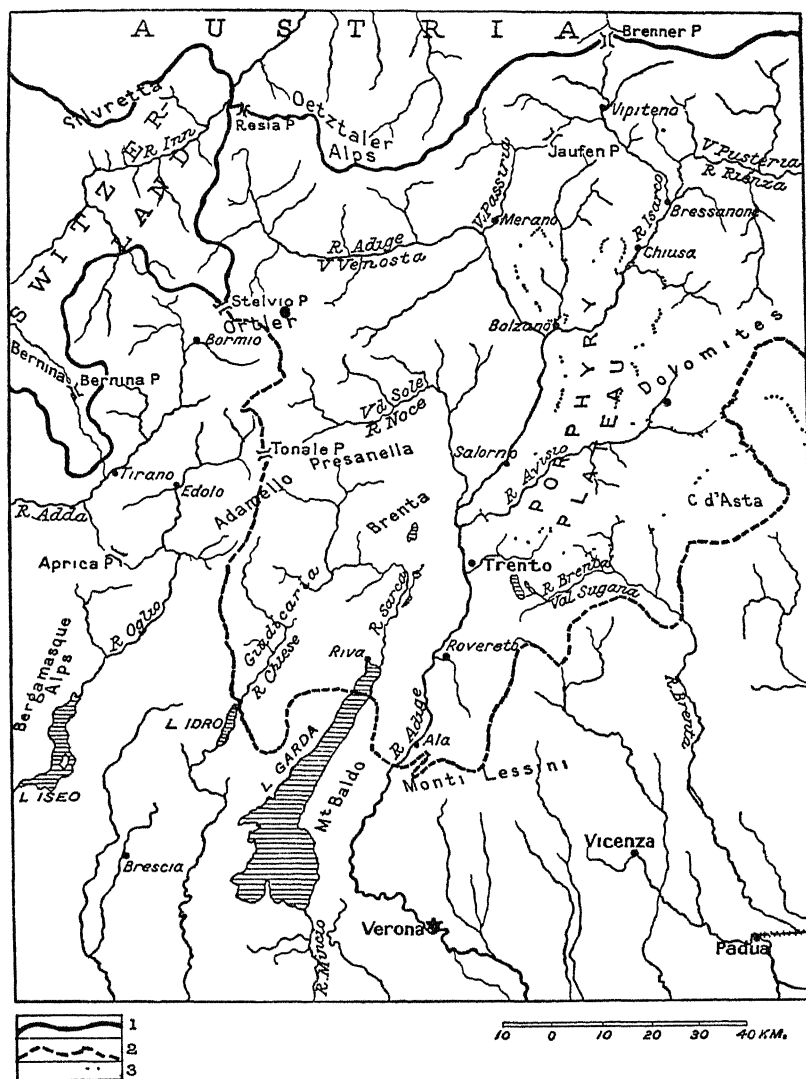 AUSTRIA
Brenner P
Silvretta
Oetztaler
Alps
Resia P
R Inn
SWITZERLAND
Vipiteno
Jaufen P
V. Pusteria
R Rienza
V. Passiria
Merano
R Isarco
Bressanone
Chiusa
R Adige
V Venosta
Stelvio P
Ortler
Bormio
Bolzano
Bernina
Bernina P
PORPHYRY
PLATEAU
Dolomites
Vd Sole
R Noce
Tonale P
Presanella
Salorno
R Avisio
Tirano
Edolo
Adamello
Brenta
C d'Asta
R Adda
Aprica P
Trento
R Brenta
Val Sugana
R Oglio
Giudicaria
R Chiese
R Sarca
Riva
Rovereto
Bergamasque
Alps
L. IDRO
L. GARDA
R Adige
Ala
R. Brenta
Monti Lessini
Mt Baldo
L ISEO
Brescia
Vicenza
Verona
Padua
R. Mincio
1
2
3
10 0 10 20 30 40 KM.